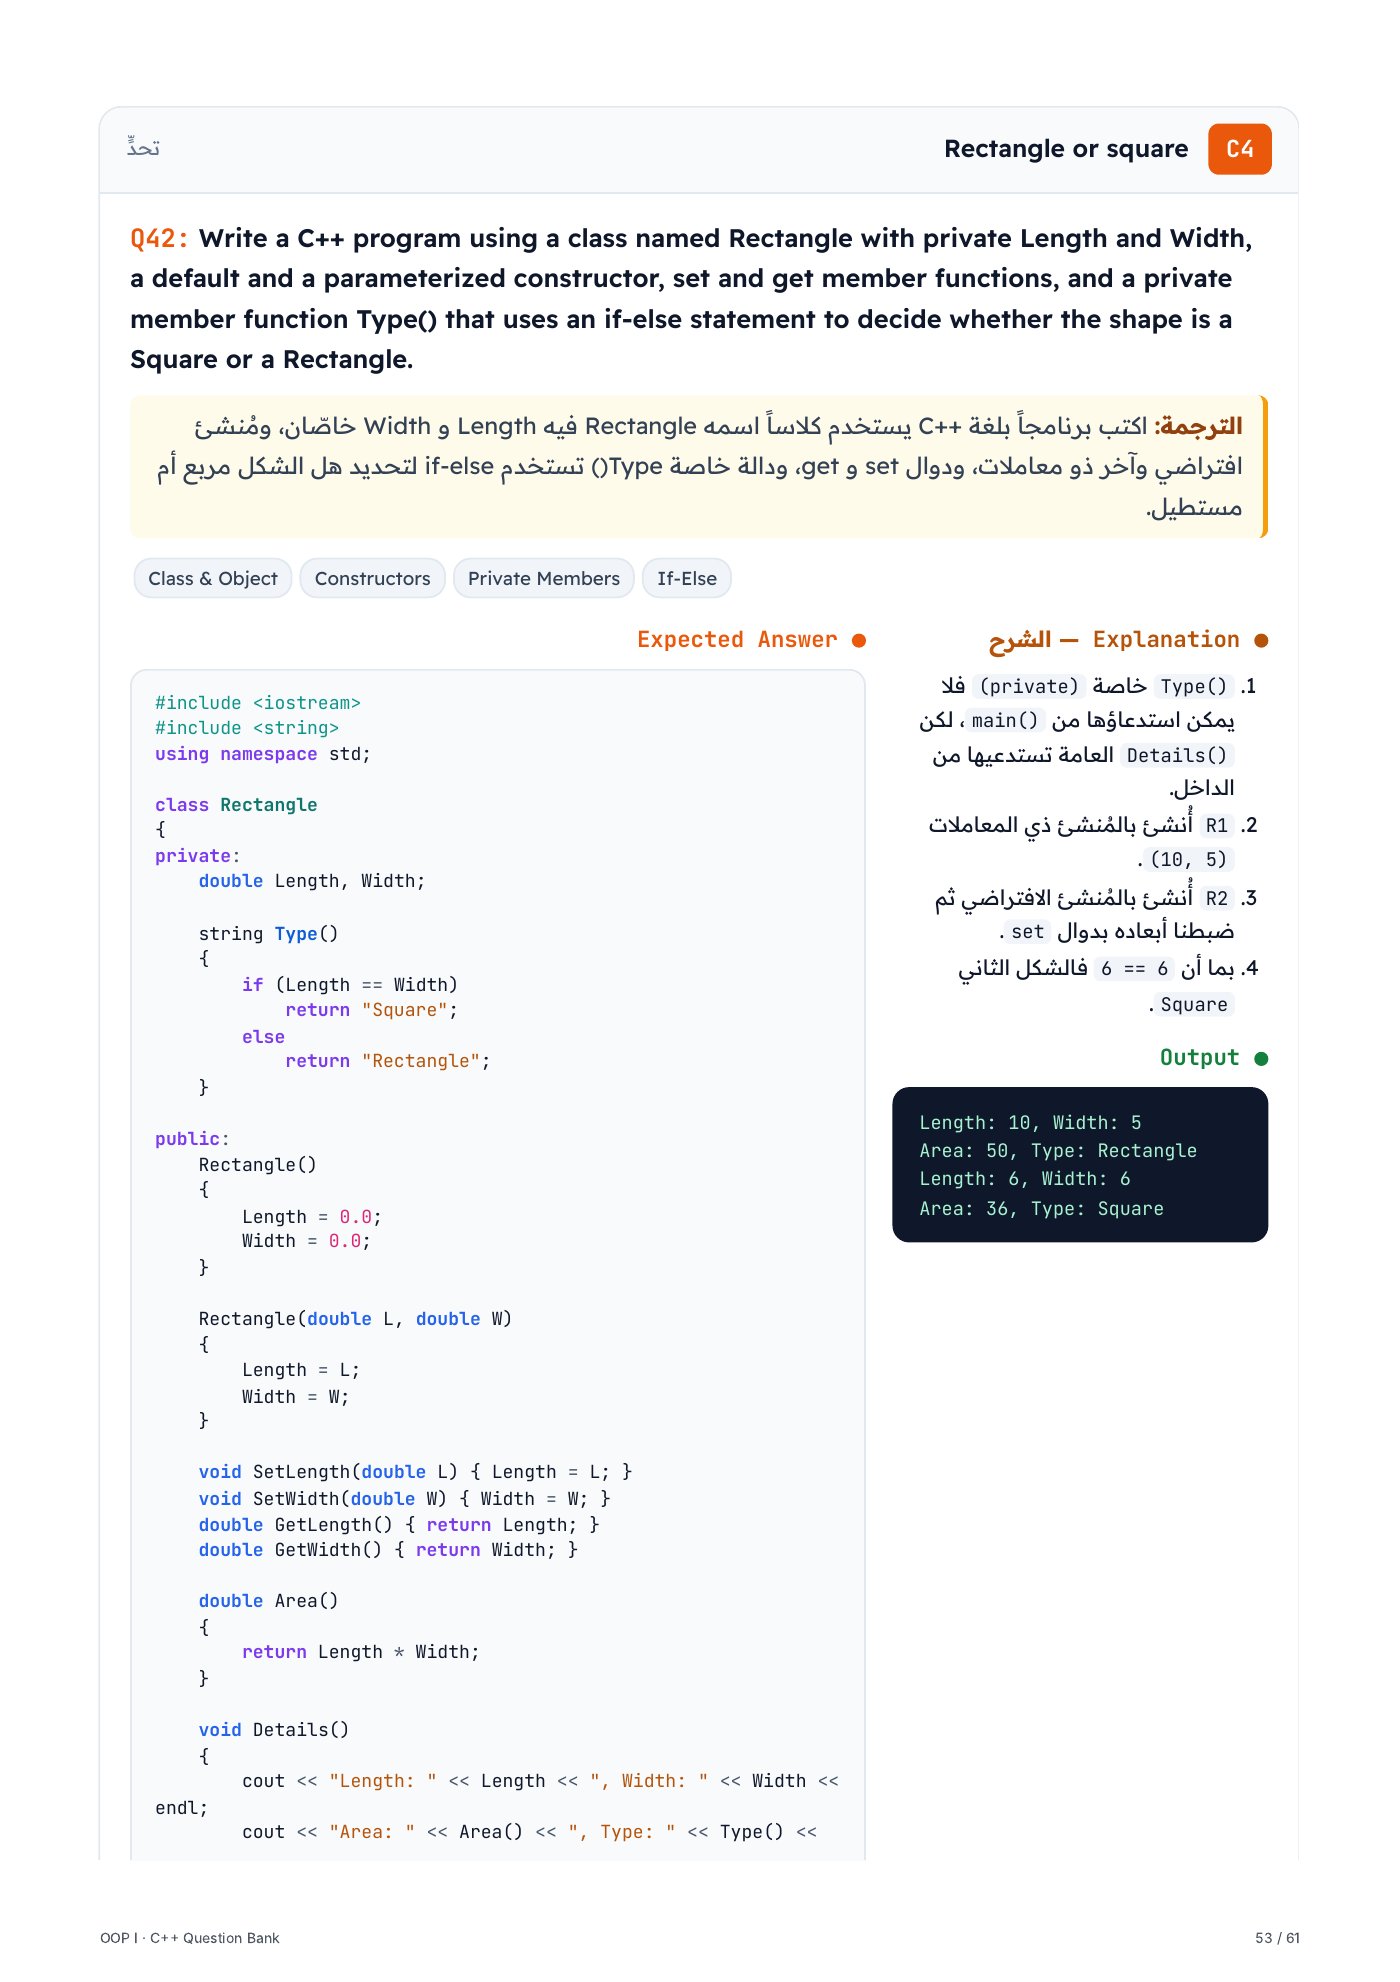 C4 Rectangle or square
تحدٍّ
Q42: Write a C++ program using a class named Rectangle with private Length and Width,
a default and a parameterized constructor, set and get member functions, and a private
member function Type() that uses an if-else statement to decide whether the shape is a
Square or a Rectangle.
الترجمة: اكتب برنامجاً بلغة C++ يستخدم كلاساً اسمه Rectangle فيه Length و Width خاصّان، ومُنشئ
افتراضي وآخر ذو معاملات، ودوال set و get، ودالة خاصة Type() تستخدم if-else لتحديد هل الشكل مربع أم
مستطيل.
Class & Object
Constructors
Private Members
If-Else
● Explanation — الشرح
1. Type() خاصة (private) فلا
يمكن استدعاؤها من main()، لكن
Details() العامة تستدعيها من
الداخل.
2. R1 أُنشئ بالمُنشئ ذي المعاملات
(10, 5).
3. R2 أُنشئ بالمُنشئ الافتراضي ثم
ضبطنا أبعاده بدوال set.
4. بما أن 6 == 6 فالشكل الثاني
Square.
● Output
Length: 10, Width: 5
Area: 50, Type: Rectangle
Length: 6, Width: 6
Area: 36, Type: Square
● Expected Answer
#include <iostream>
#include <string>
using namespace std;

class Rectangle
{
private:
    double Length, Width;

    string Type()
    {
        if (Length == Width)
            return "Square";
        else
            return "Rectangle";
    }

public:
    Rectangle()
    {
        Length = 0.0;
        Width = 0.0;
    }

    Rectangle(double L, double W)
    {
        Length = L;
        Width = W;
    }

    void SetLength(double L) { Length = L; }
    void SetWidth(double W) { Width = W; }
    double GetLength() { return Length; }
    double GetWidth() { return Width; }

    double Area()
    {
        return Length * Width;
    }

    void Details()
    {
        cout << "Length: " << Length << ", Width: " << Width <<
endl;
        cout << "Area: " << Area() << ", Type: " << Type() <<
OOP I · C++ Question Bank
53 / 61